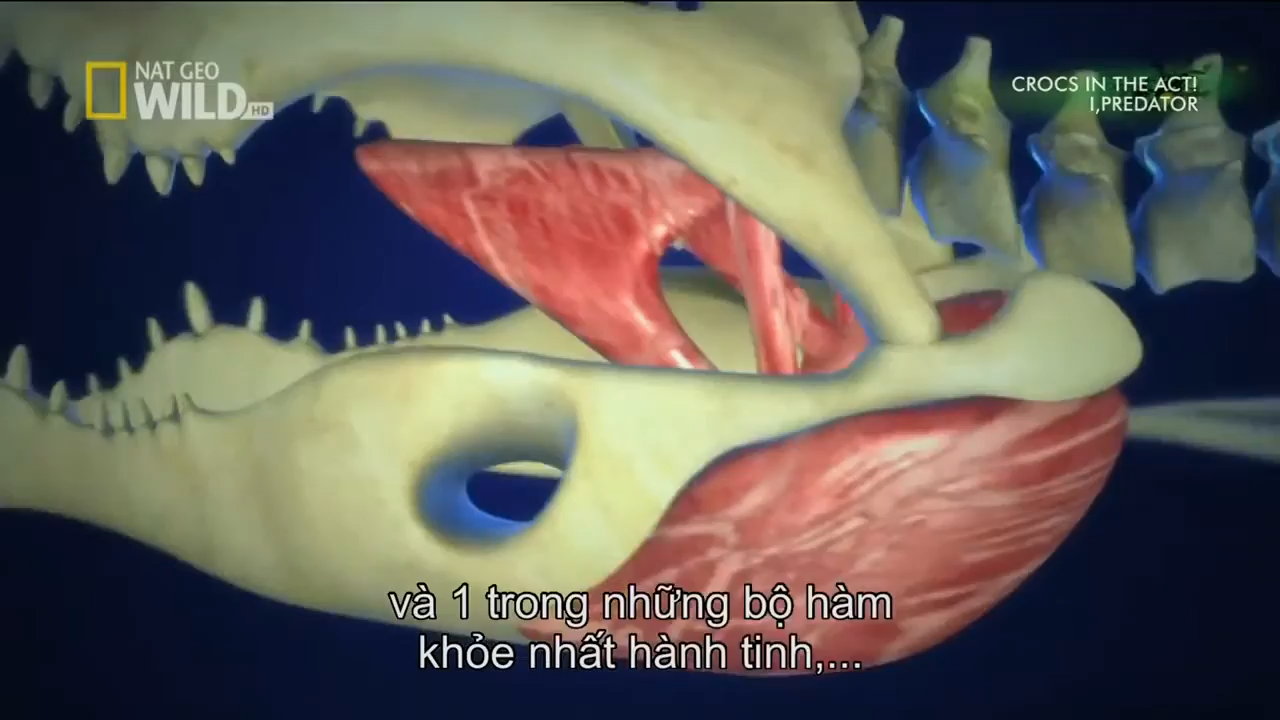 NAT GEO
WILD HD
CROCS IN THE ACT!
I,PREDATOR
và 1 trong những bộ hàm
khỏe nhất hành tinh,...